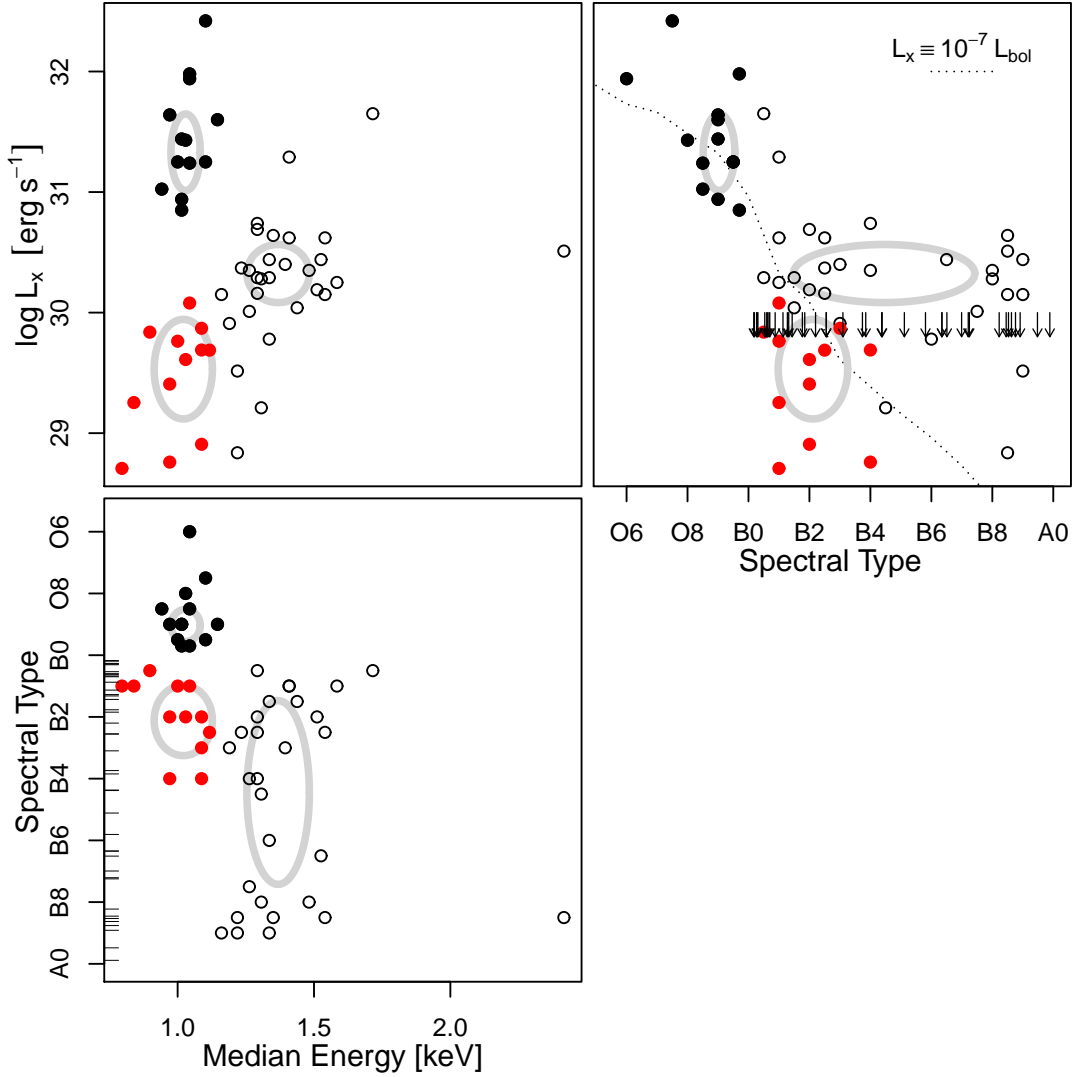 log Lₓ [erg s⁻¹]
32
31
30
29
Lₓ ≡ 10⁻⁷ L_bol
O6 O8 B0 B2 B4 B6 B8 A0
Spectral Type
Spectral Type
O6
O8
B0
B2
B4
B6
B8
A0
1.0 1.5 2.0
Median Energy [keV]